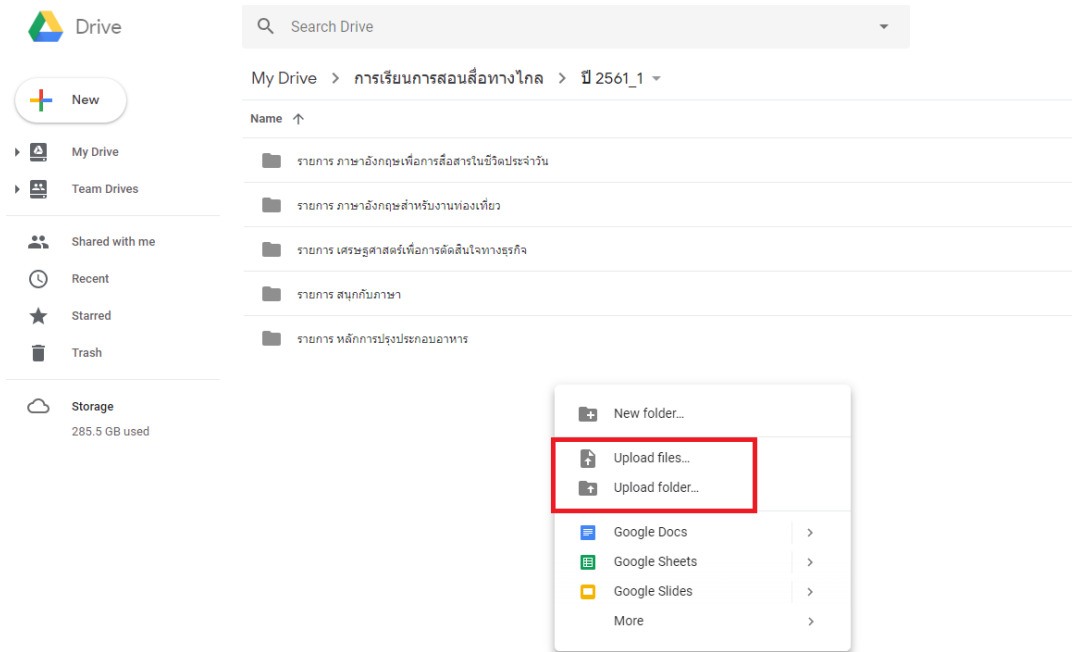 Drive
Search Drive
My Drive > การเรียนการสอนสื่อทางไกล > ปี 2561_1
New
Name
My Drive
Team Drives
Shared with me
Recent
Starred
Trash
Storage
285.5 GB used
รายการ ภาษาอังกฤษเพื่อการสื่อสารในชีวิตประจำวัน
รายการ ภาษาอังกฤษสำหรับงานท่องเที่ยว
รายการ เศรษฐศาสตร์เพื่อการตัดสินใจทางธุรกิจ
รายการ สนุกกับภาษา
รายการ หลักการปรุงประกอบอาหาร
New folder...
Upload files...
Upload folder...
Google Docs
Google Sheets
Google Slides
More